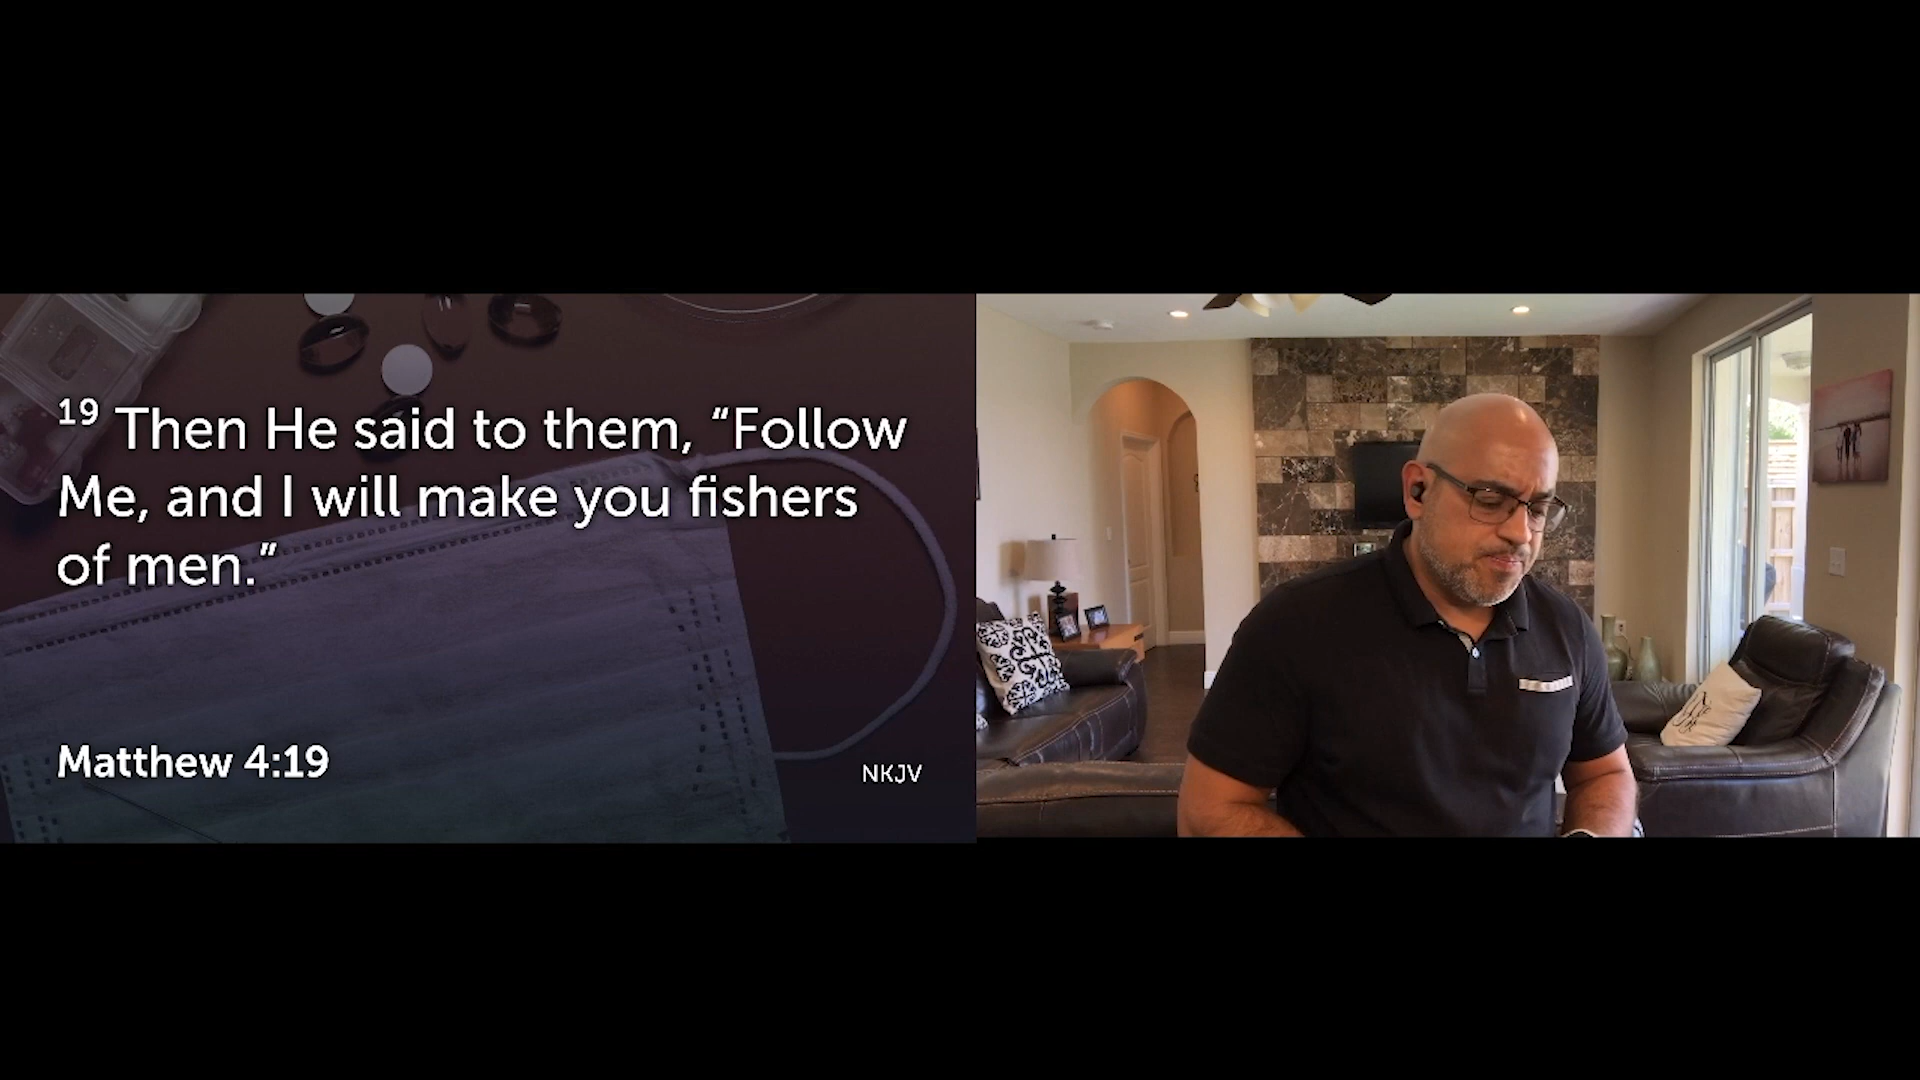 19 Then He said to them, “Follow
Me, and I will make you fishers
of men.”
Matthew 4:19
NKJV